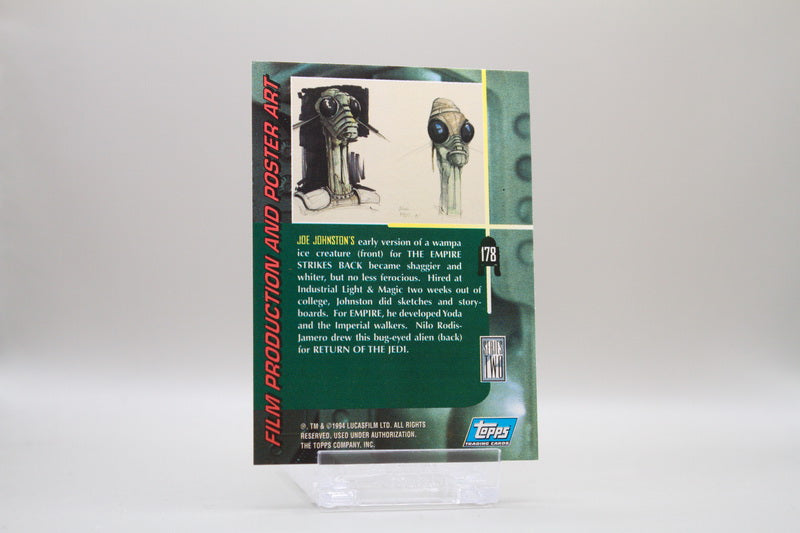 FILM PRODUCTION AND POSTER ART
JOE JOHNSTON'S early version of a wampa
ice creature (front) for THE EMPIRE
STRIKES BACK became shaggier and
whiter, but no less ferocious. Hired at
Industrial Light & Magic two weeks out of
college, Johnston did sketches and story-
boards. For EMPIRE, he developed Yoda
and the Imperial walkers. Nilo Rodis-
Jamero drew this bug-eyed alien (back)
for RETURN OF THE JEDI.
178
SERIES
TWO
℗, TM & ©1994 LUCASFILM LTD. ALL RIGHTS
RESERVED. USED UNDER AUTHORIZATION.
THE TOPPS COMPANY, INC.
Topps
TRADING CARDS